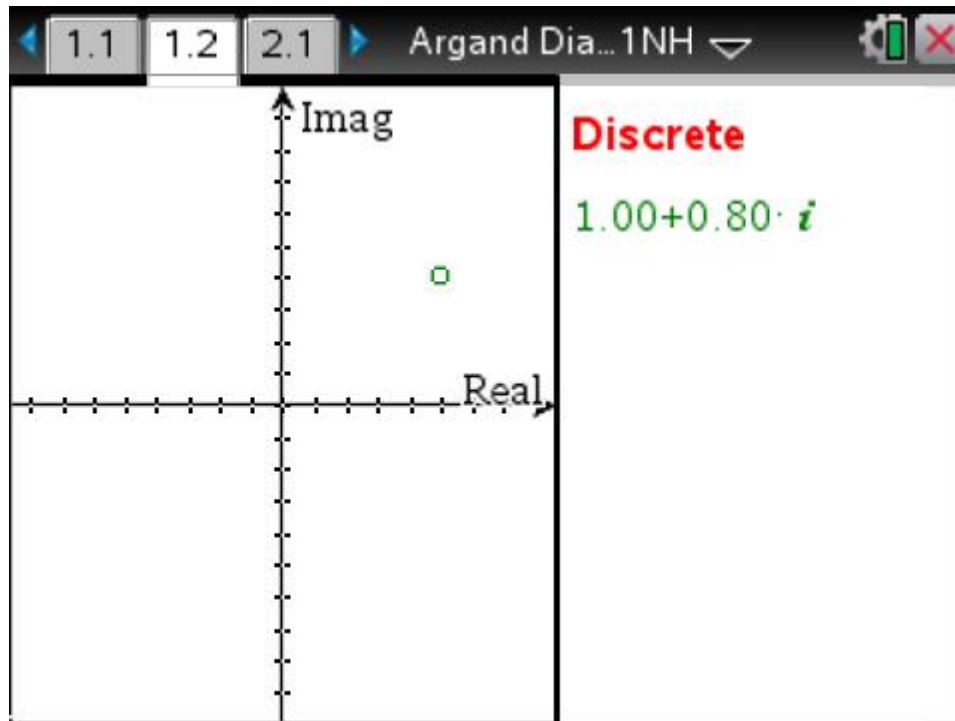 1.1 1.2 2.1 Argand Dia…1NH
Imag
Real
Discrete
1.00+0.80· i